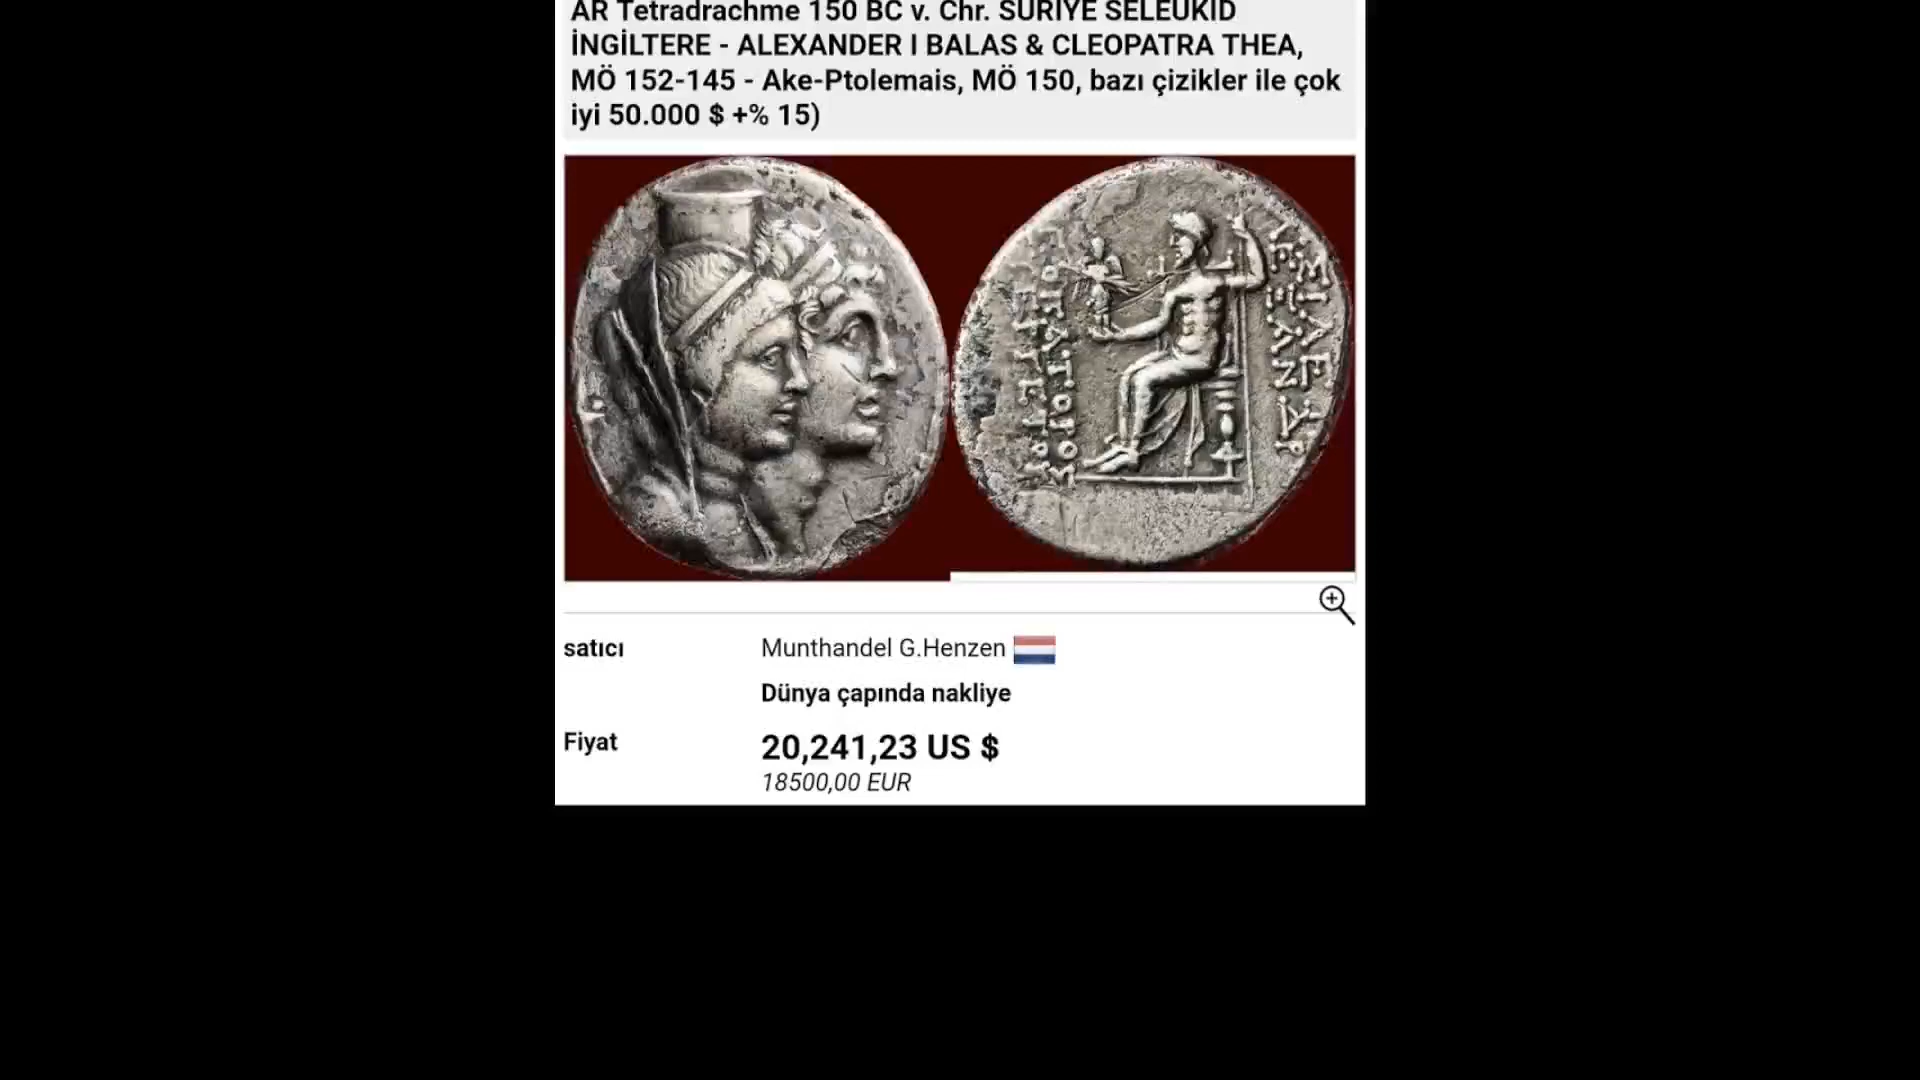 AR Tetradrachme 150 BC v. Chr. SURİYE SELEUKID
İNGİLTERE - ALEXANDER I BALAS & CLEOPATRA THEA,
MÖ 152-145 - Ake-Ptolemais, MÖ 150, bazı çizikler ile çok
iyi 50.000 $ +% 15)
satıcı
Munthandel G.Henzen
Dünya çapında nakliye
Fiyat
20,241,23 US $
18500,00 EUR